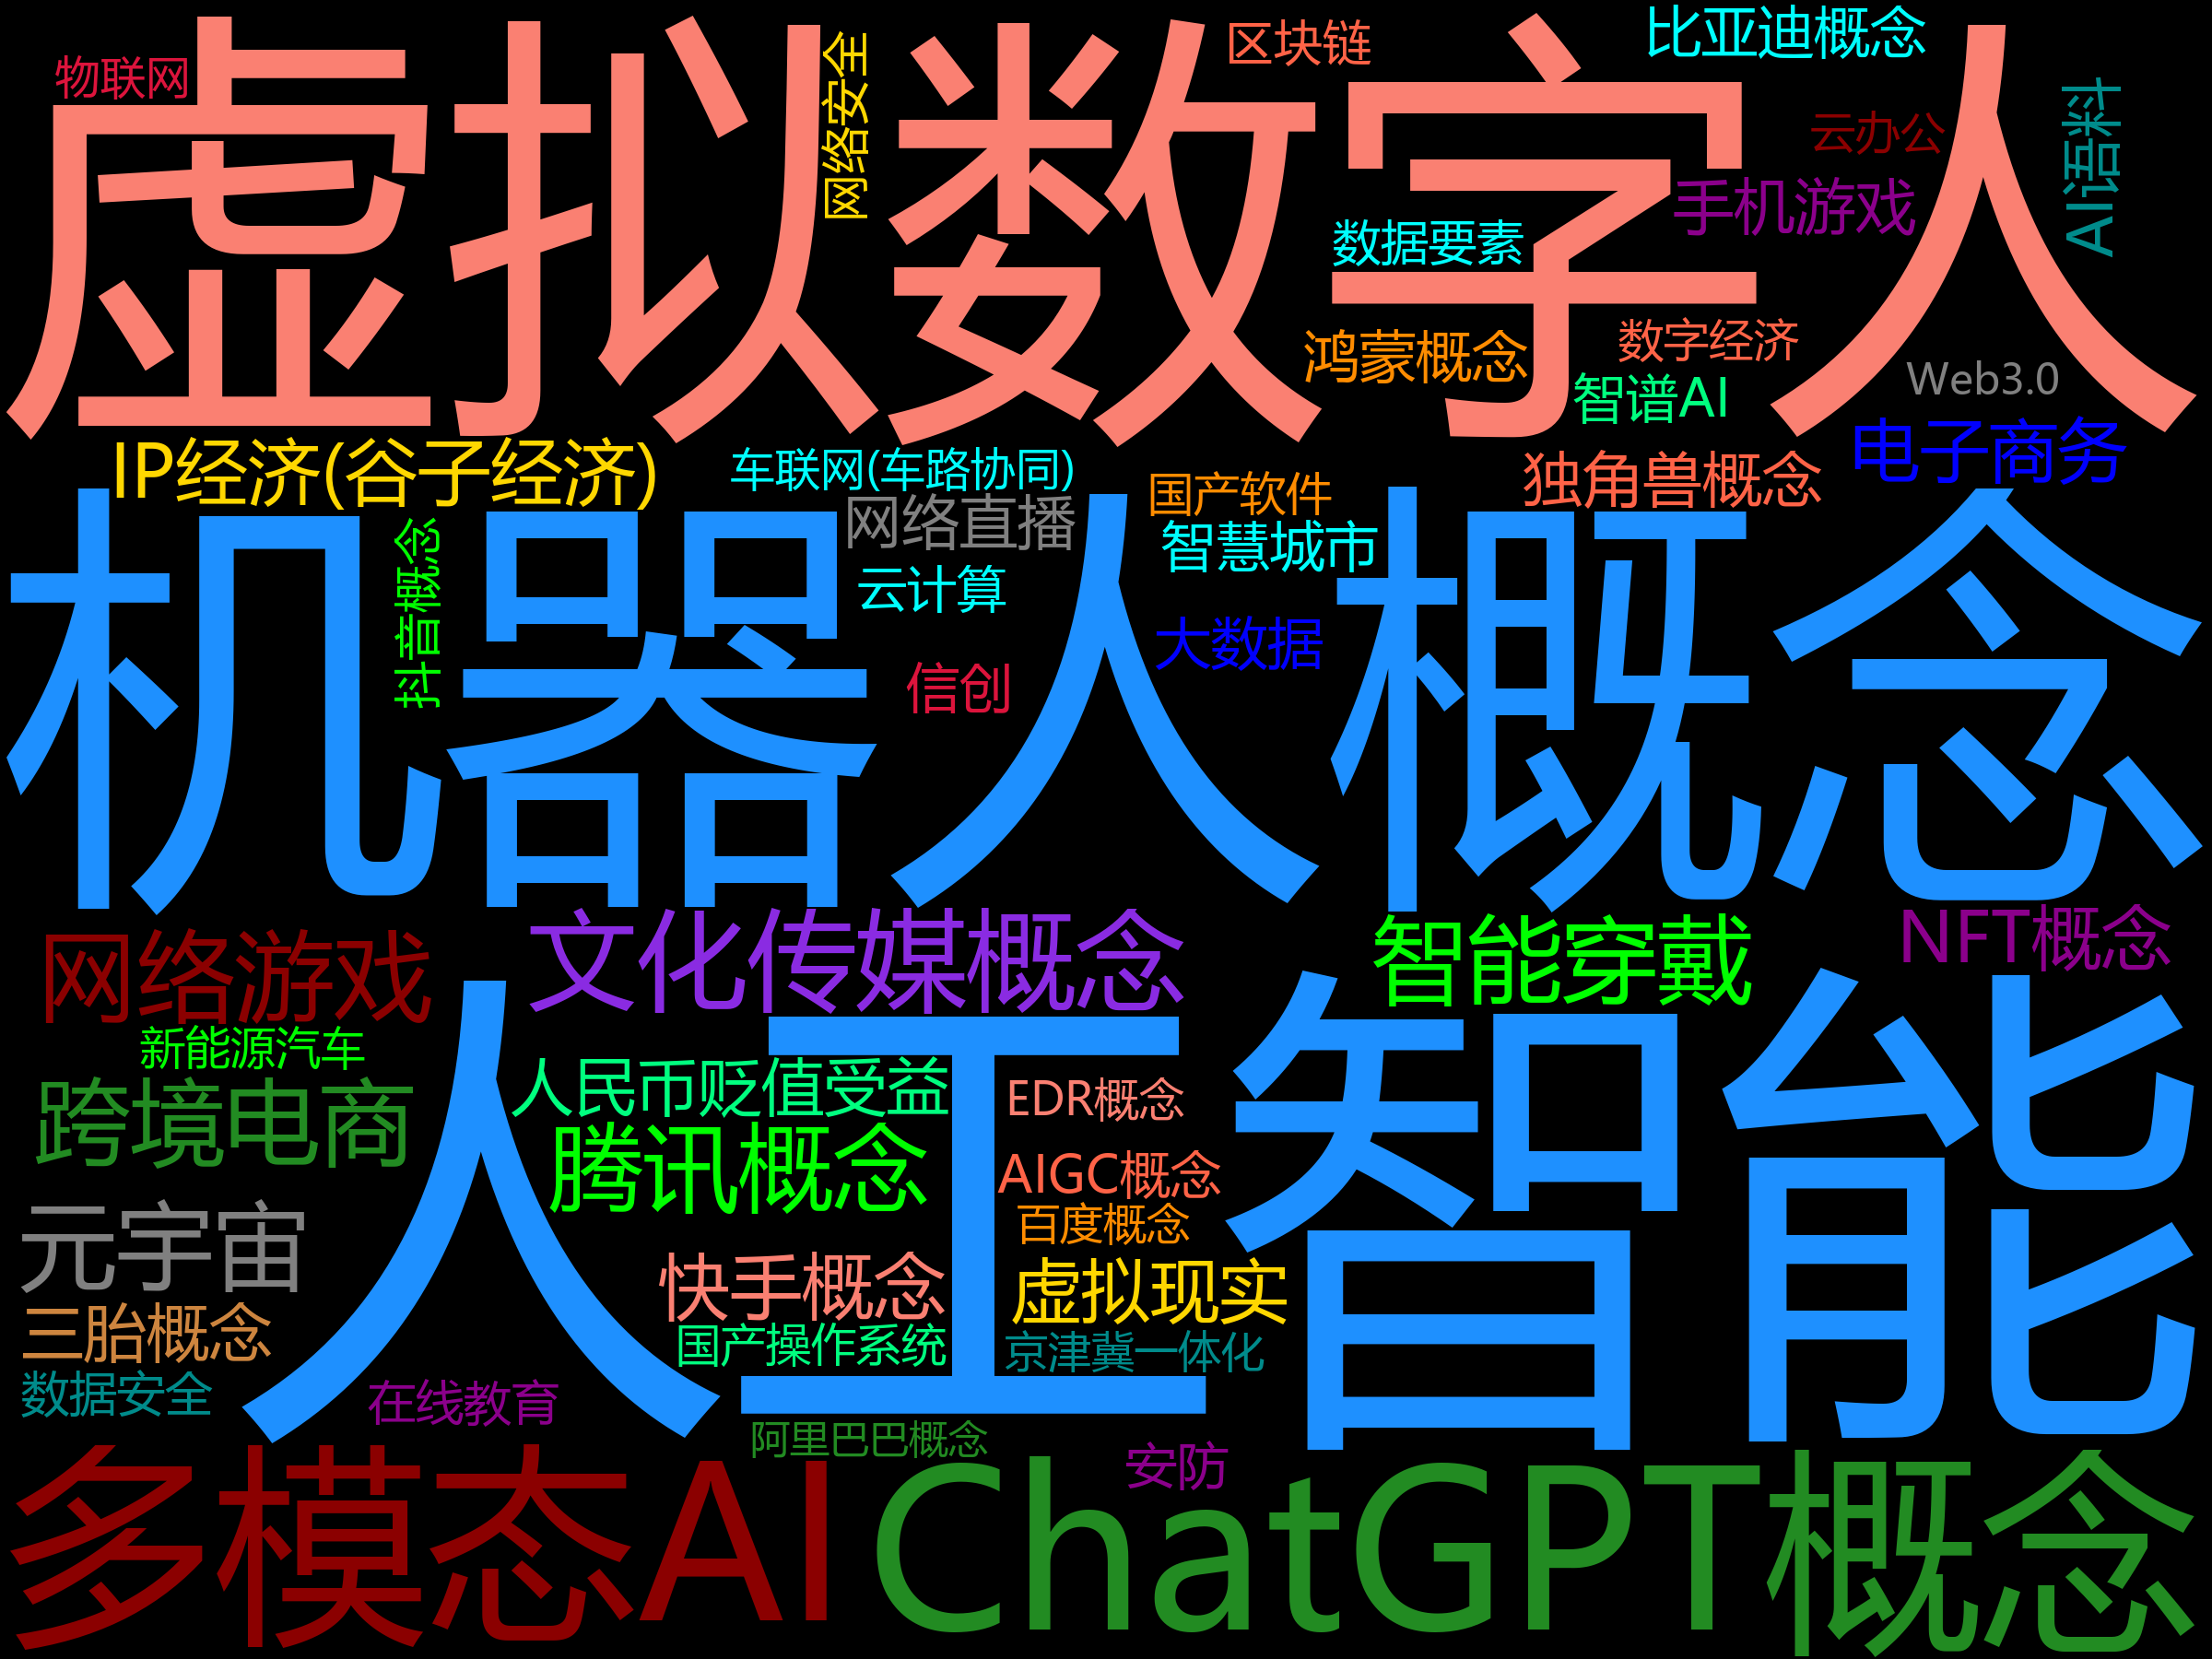 虚拟数字人
物联网
网络安全
区块链
比亚迪概念
云办公
AI语料
手机游戏
数据要素
鸿蒙概念
数字经济
智谱AI
Web3.0
IP经济(谷子经济)
车联网(车路协同)
网络直播
国产软件
独角兽概念
电子商务
智慧城市
云计算
抖音概念
机器人概念
信创
大数据
网络游戏
文化传媒概念
智能穿戴
NFT概念
新能源汽车
跨境电商
人民币贬值受益
EDR概念
腾讯概念
AIGC概念
百度概念
人工智能
元宇宙
快手概念
虚拟现实
三胎概念
国产操作系统
京津冀一体化
数据安全
在线教育
阿里巴巴概念
安防
多模态AI
ChatGPT概念